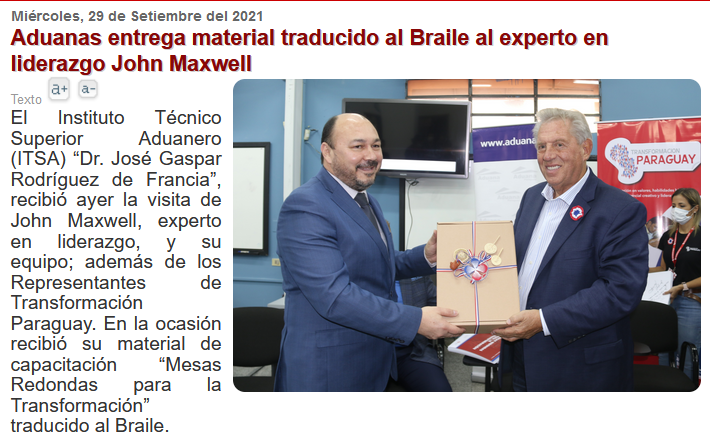 Miércoles, 29 de Setiembre del 2021
Aduanas entrega material traducido al Braile al experto en
liderazgo John Maxwell
Texto a+ a-
El Instituto Técnico
Superior Aduanero
(ITSA) “Dr. José Gaspar
Rodríguez de Francia”,
recibió ayer la visita de
John Maxwell, experto
en liderazgo, y su
equipo; además de los
Representantes de
Transformación
Paraguay. En la ocasión
recibió su material de
capacitación “Mesas
Redondas para la
Transformación”
traducido al Braile.
www.aduan
TRANSFORMACIÓN
PARAGUAY